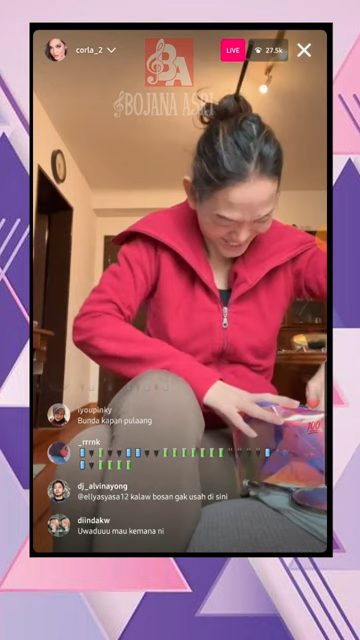 corla_2
LIVE
27.5k
BA
BOJANA ASRI
lyoupinky
Bunda kapan pulaang
_rrrnk
dj_alvinayong
@ellyasyasa12 kalaw bosan gak usah di sini
diindakw
Uwaduuu mau kemana ni
100